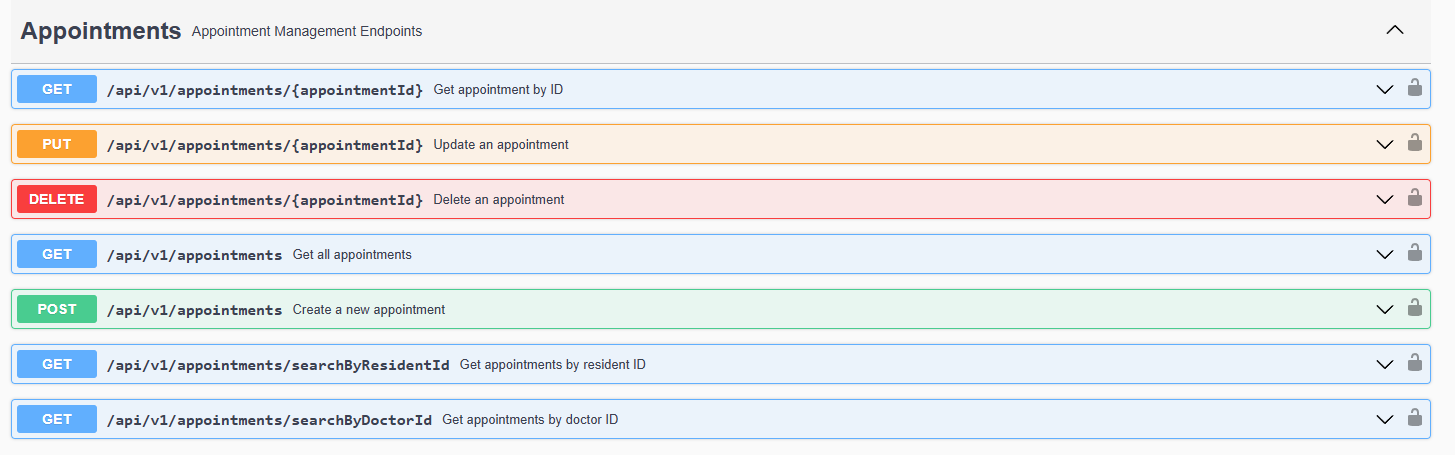 Appointments Appointment Management Endpoints
GET /api/v1/appointments/{appointmentId} Get appointment by ID
PUT /api/v1/appointments/{appointmentId} Update an appointment
DELETE /api/v1/appointments/{appointmentId} Delete an appointment
GET /api/v1/appointments Get all appointments
POST /api/v1/appointments Create a new appointment
GET /api/v1/appointments/searchByResidentId Get appointments by resident ID
GET /api/v1/appointments/searchByDoctorId Get appointments by doctor ID